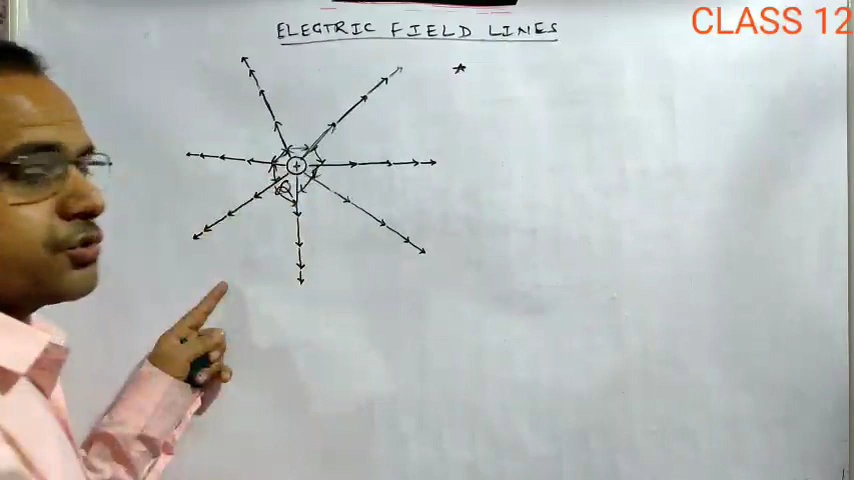 CLASS 12
ELECTRIC FIELD LINES
+
Q